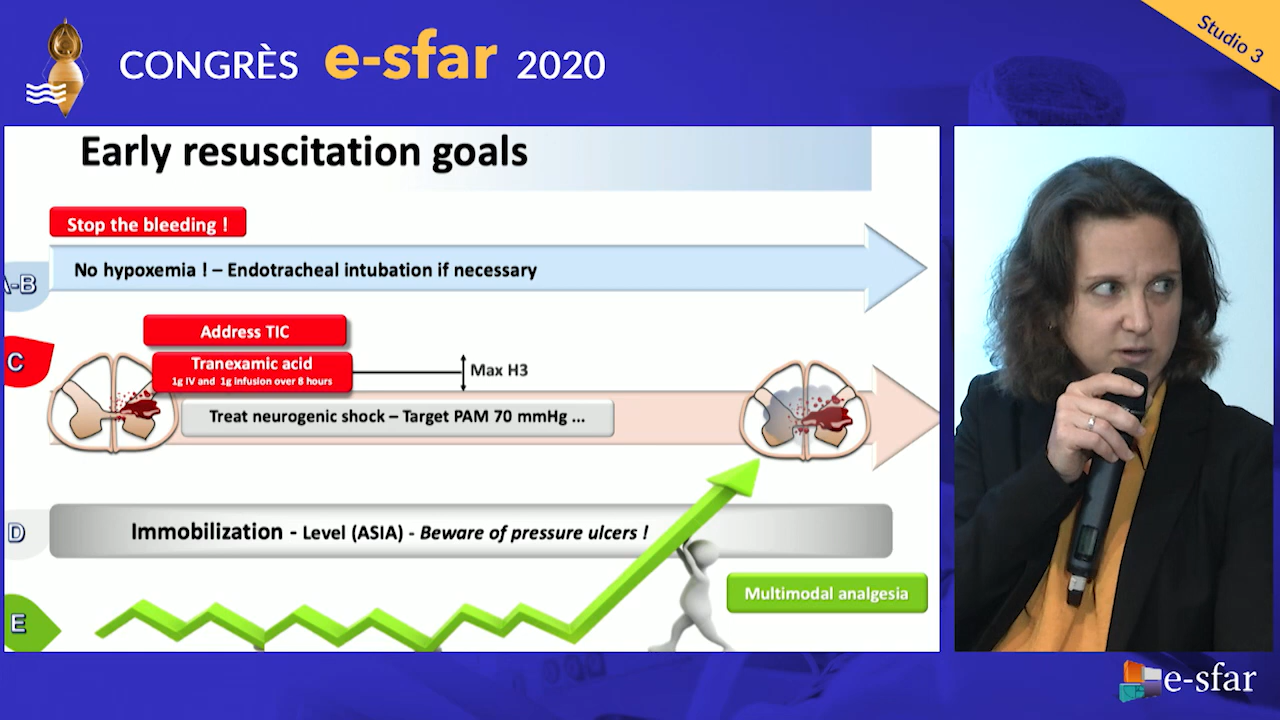 CONGRÈS e-sfar 2020
Studio 3
Early resuscitation goals
Stop the bleeding !
No hypoxemia ! – Endotracheal intubation if necessary
A-B
Address TIC
C
Tranexamic acid
1g IV and 1g infusion over 8 hours
Max H3
Treat neurogenic shock – Target PAM 70 mmHg ...
D
Immobilization - Level (ASIA) - Beware of pressure ulcers !
Multimodal analgesia
E
e-sfar